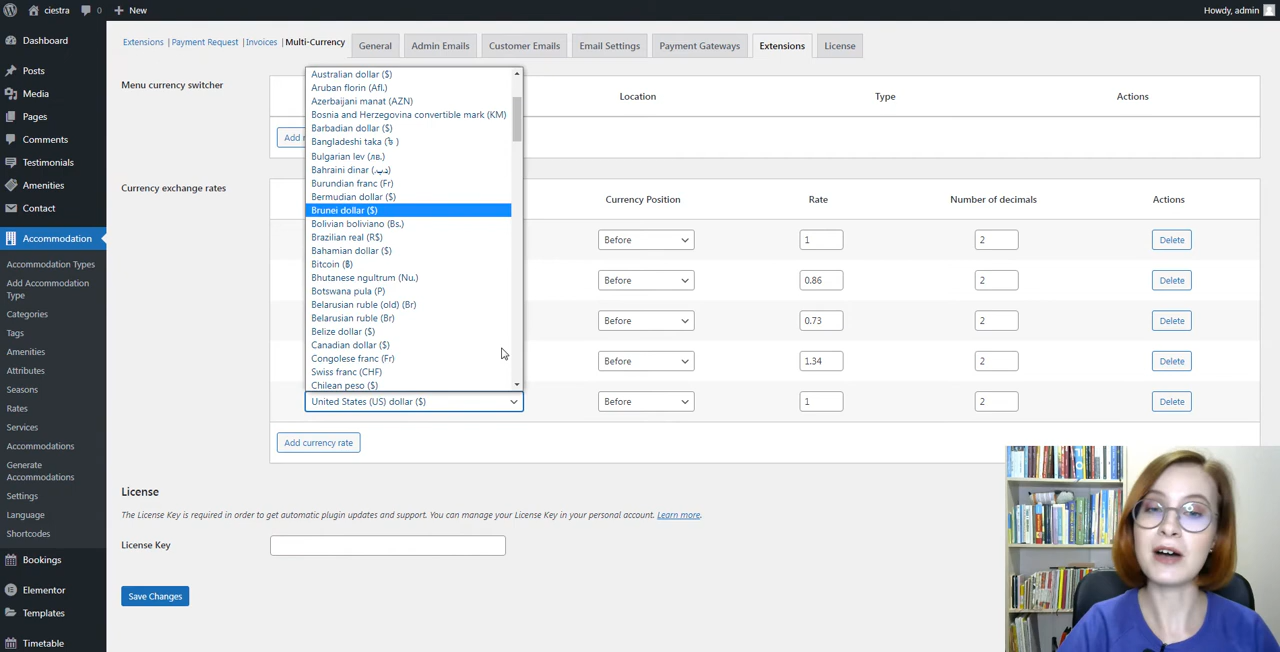 ciestra
0
New
Howdy, admin
Dashboard
Posts
Media
Pages
Comments
Testimonials
Amenities
Contact
Accommodation
Accommodation Types
Add Accommodation
Type
Categories
Tags
Amenities
Attributes
Seasons
Rates
Services
Accommodations
Generate
Accommodations
Settings
Language
Shortcodes
Bookings
Elementor
Templates
Timetable
Extensions | Payment Request | Invoices | Multi-Currency
General
Admin Emails
Customer Emails
Email Settings
Payment Gateways
Extensions
License
Menu currency switcher
Location
Type
Actions
Add
Currency exchange rates
Currency Position
Rate
Number of decimals
Actions
Before
1
2
Delete
Before
0.86
2
Delete
Before
0.73
2
Delete
Before
1.34
2
Delete
Before
1
2
Delete
Australian dollar ($)
Aruban florin (Afl.)
Azerbaijani manat (AZN)
Bosnia and Herzegovina convertible mark (KM)
Barbadian dollar ($)
Bangladeshi taka (৳ )
Bulgarian lev (лв.)
Bahraini dinar (.د.ب)
Burundian franc (Fr)
Bermudian dollar ($)
Brunei dollar ($)
Bolivian boliviano (Bs.)
Brazilian real (R$)
Bahamian dollar ($)
Bitcoin (฿)
Bhutanese ngultrum (Nu.)
Botswana pula (P)
Belarusian ruble (old) (Br)
Belarusian ruble (Br)
Belize dollar ($)
Canadian dollar ($)
Congolese franc (Fr)
Swiss franc (CHF)
Chilean peso ($)
United States (US) dollar ($)
Add currency rate
License
The License Key is required in order to get automatic plugin updates and support. You can manage your License Key in your personal account. Learn more.
License Key
Save Changes